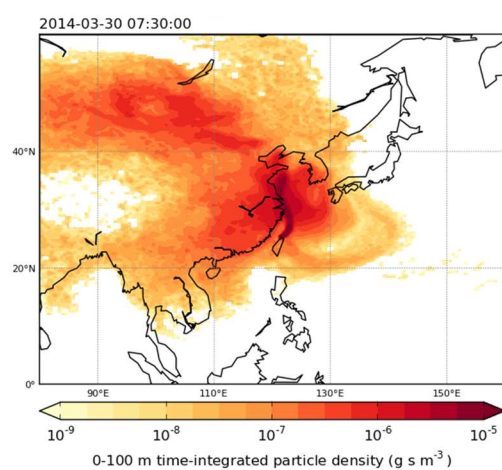 2014-03-30 07:30:00
40°N
20°N
0°
90°E 110°E 130°E 150°E
10⁻⁹ 10⁻⁸ 10⁻⁷ 10⁻⁶ 10⁻⁵
0-100 m time-integrated particle density (g s m⁻³)